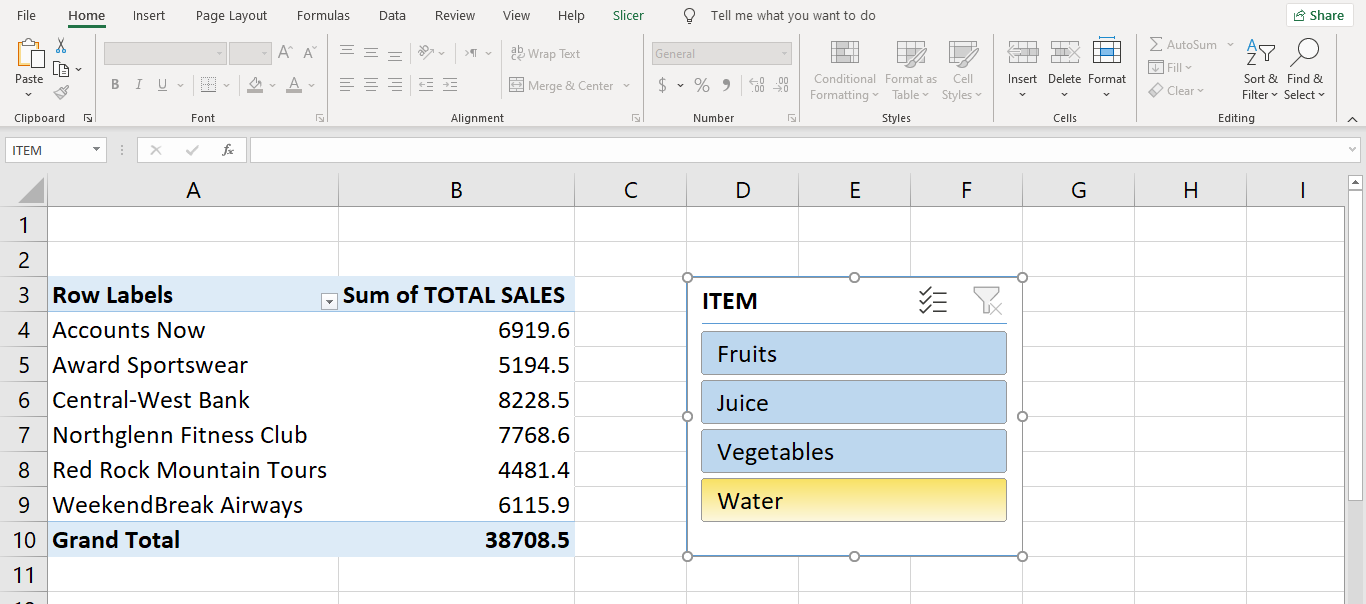 File Home Insert Page Layout Formulas Data Review View Help Slicer Tell me what you want to do Share
Paste
B I U A A A
ab Wrap Text
Merge & Center
General
$ % 9 .00 .00
Conditional Formatting
Format as Table
Cell Styles
Insert Delete Format
AutoSum
Fill
Clear
Sort & Filter
Find & Select
Clipboard Font Alignment Number Styles Cells Editing
ITEM fx
A B C D E F G H I
1
2
3 Row Labels Sum of TOTAL SALES
4 Accounts Now 6919.6
5 Award Sportswear 5194.5
6 Central-West Bank 8228.5
7 Northglenn Fitness Club 7768.6
8 Red Rock Mountain Tours 4481.4
9 WeekendBreak Airways 6115.9
10 Grand Total 38708.5
11
ITEM
Fruits
Juice
Vegetables
Water